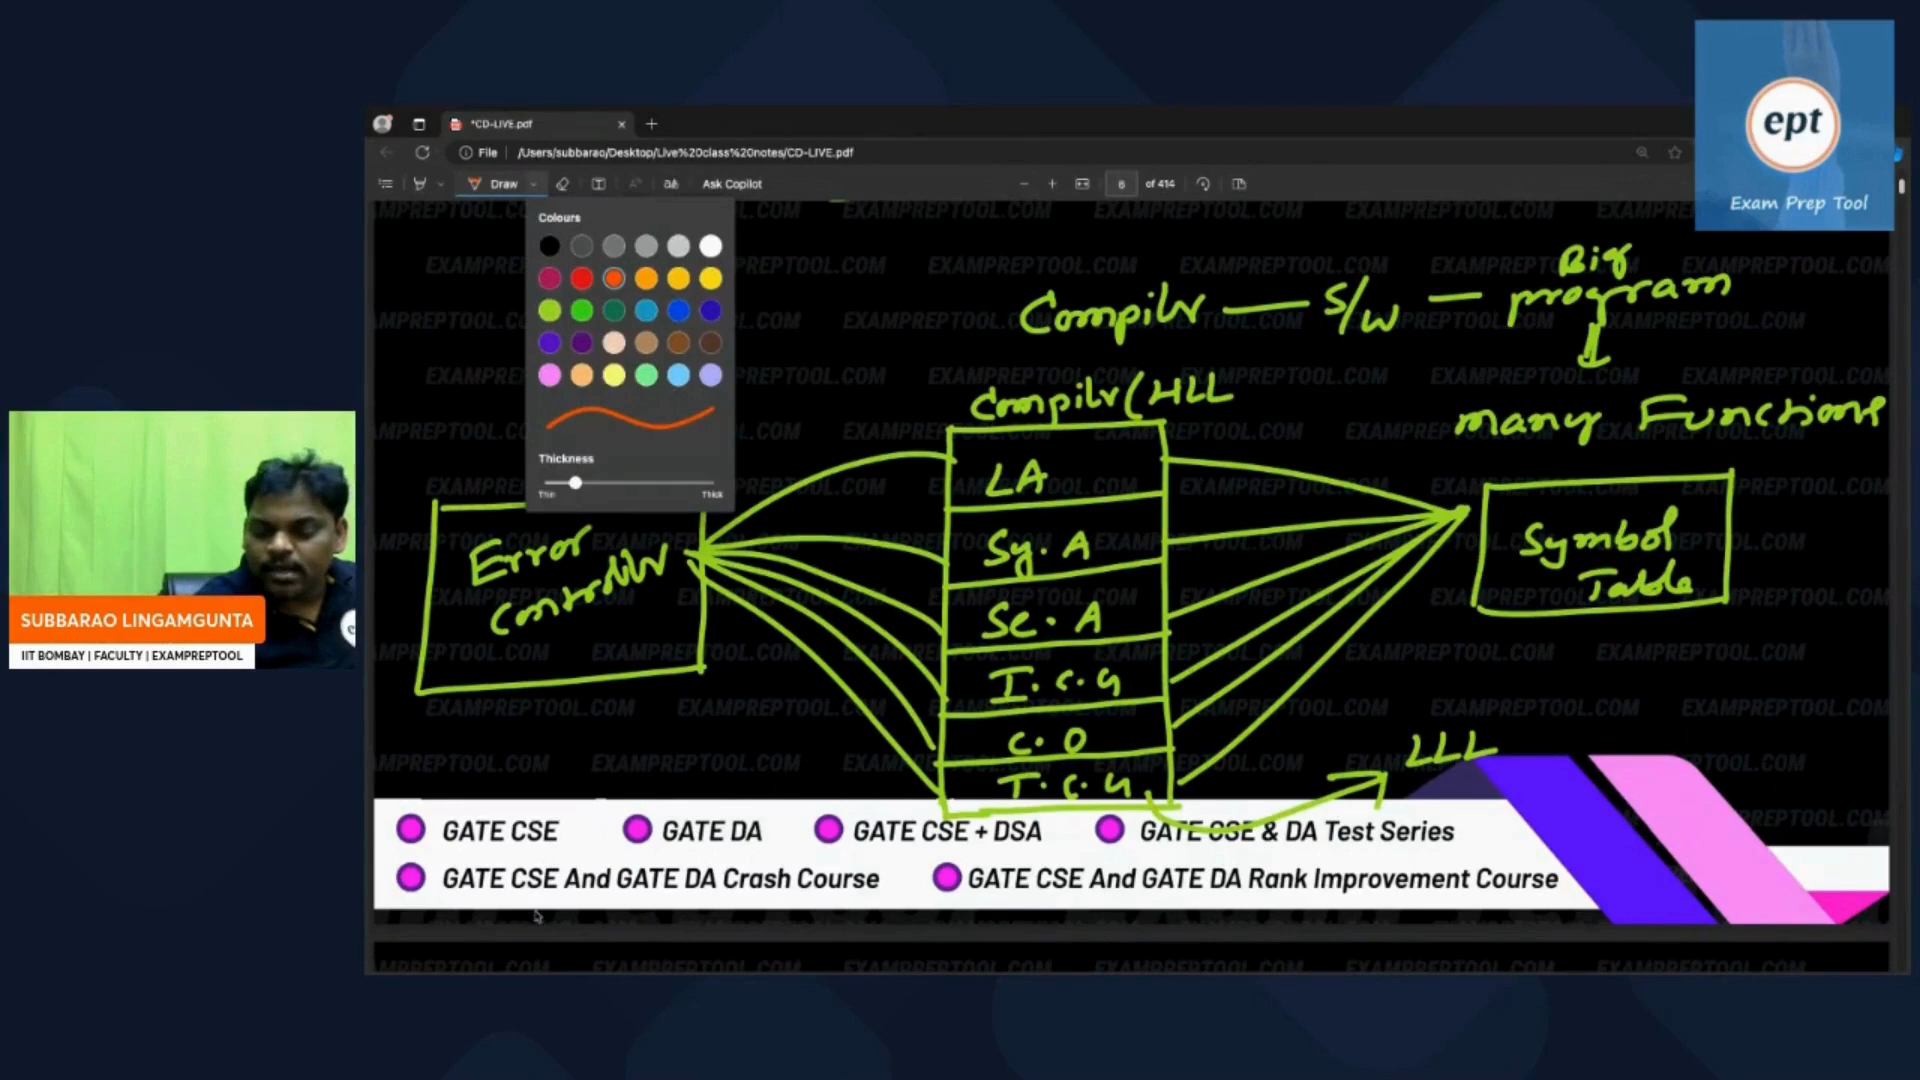 ept
Exam Prep Tool
*CD-LIVE.pdf
File /Users/subbarao/Desktop/Live%20class%20notes/CD-LIVE.pdf
Draw Ask Copilot 6 of 414
Colours
Thickness
Thin Thick
Big
Compilr — S/W — program
many Functions
Compilr (HLL
LA
Sy. A
Se. A
I. C. G
C. O
T. C. G
Error
Symbol
Table
LLL
EXAMPREPTOOL.COM
SUBBARAO LINGAMGUNTA
IIT BOMBAY | FACULTY | EXAMPREPTOOL
GATE CSE GATE DA GATE CSE + DSA GATE CSE & DA Test Series
GATE CSE And GATE DA Crash Course GATE CSE And GATE DA Rank Improvement Course